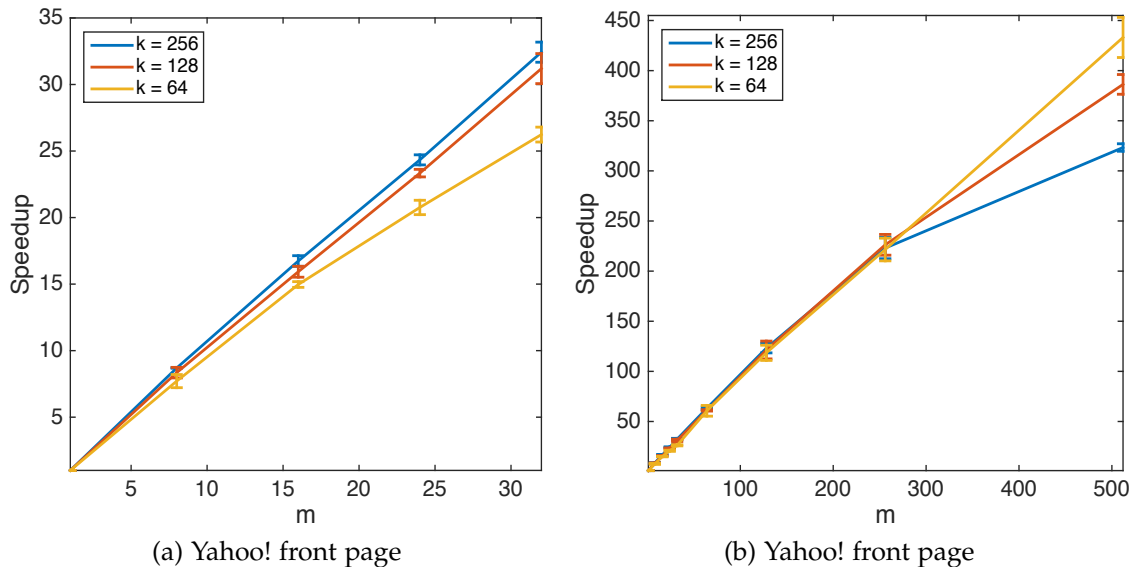 35
30
25
20
15
10
5
Speedup
k = 256
k = 128
k = 64
5 10 15 20 25 30
m
(a) Yahoo! front page
450
400
350
300
250
200
150
100
50
Speedup
k = 256
k = 128
k = 64
100 200 300 400 500
m
(b) Yahoo! front page